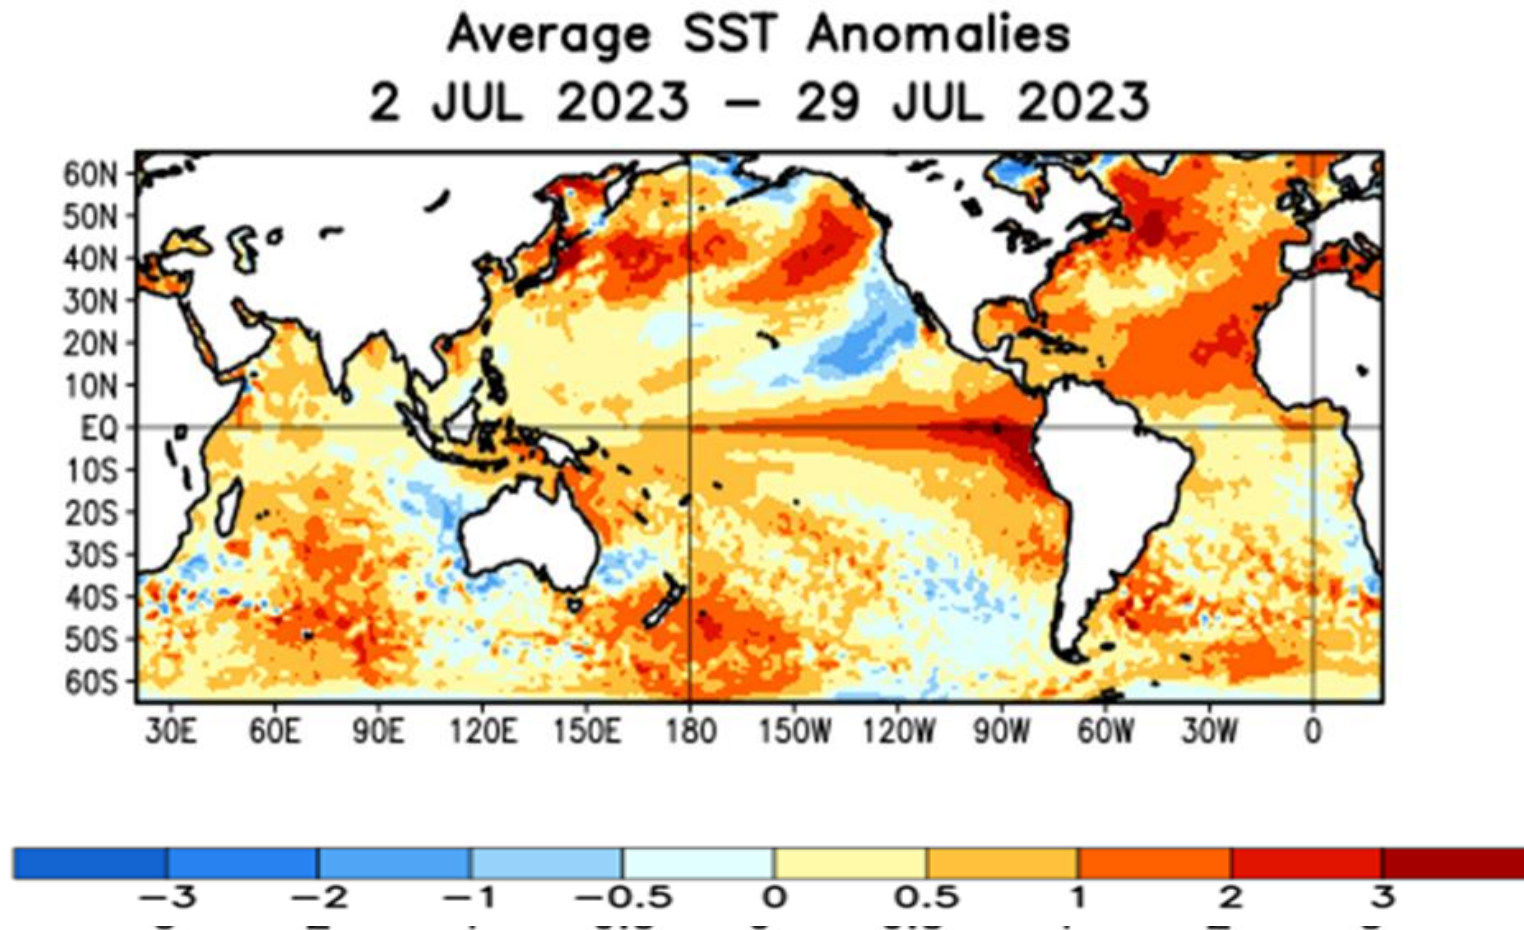 Average SST Anomalies
2 JUL 2023 – 29 JUL 2023
60N
50N
40N
30N
20N
10N
EQ
10S
20S
30S
40S
50S
60S
30E 60E 90E 120E 150E 180 150W 120W 90W 60W 30W 0
−3 −2 −1 −0.5 0 0.5 1 2 3